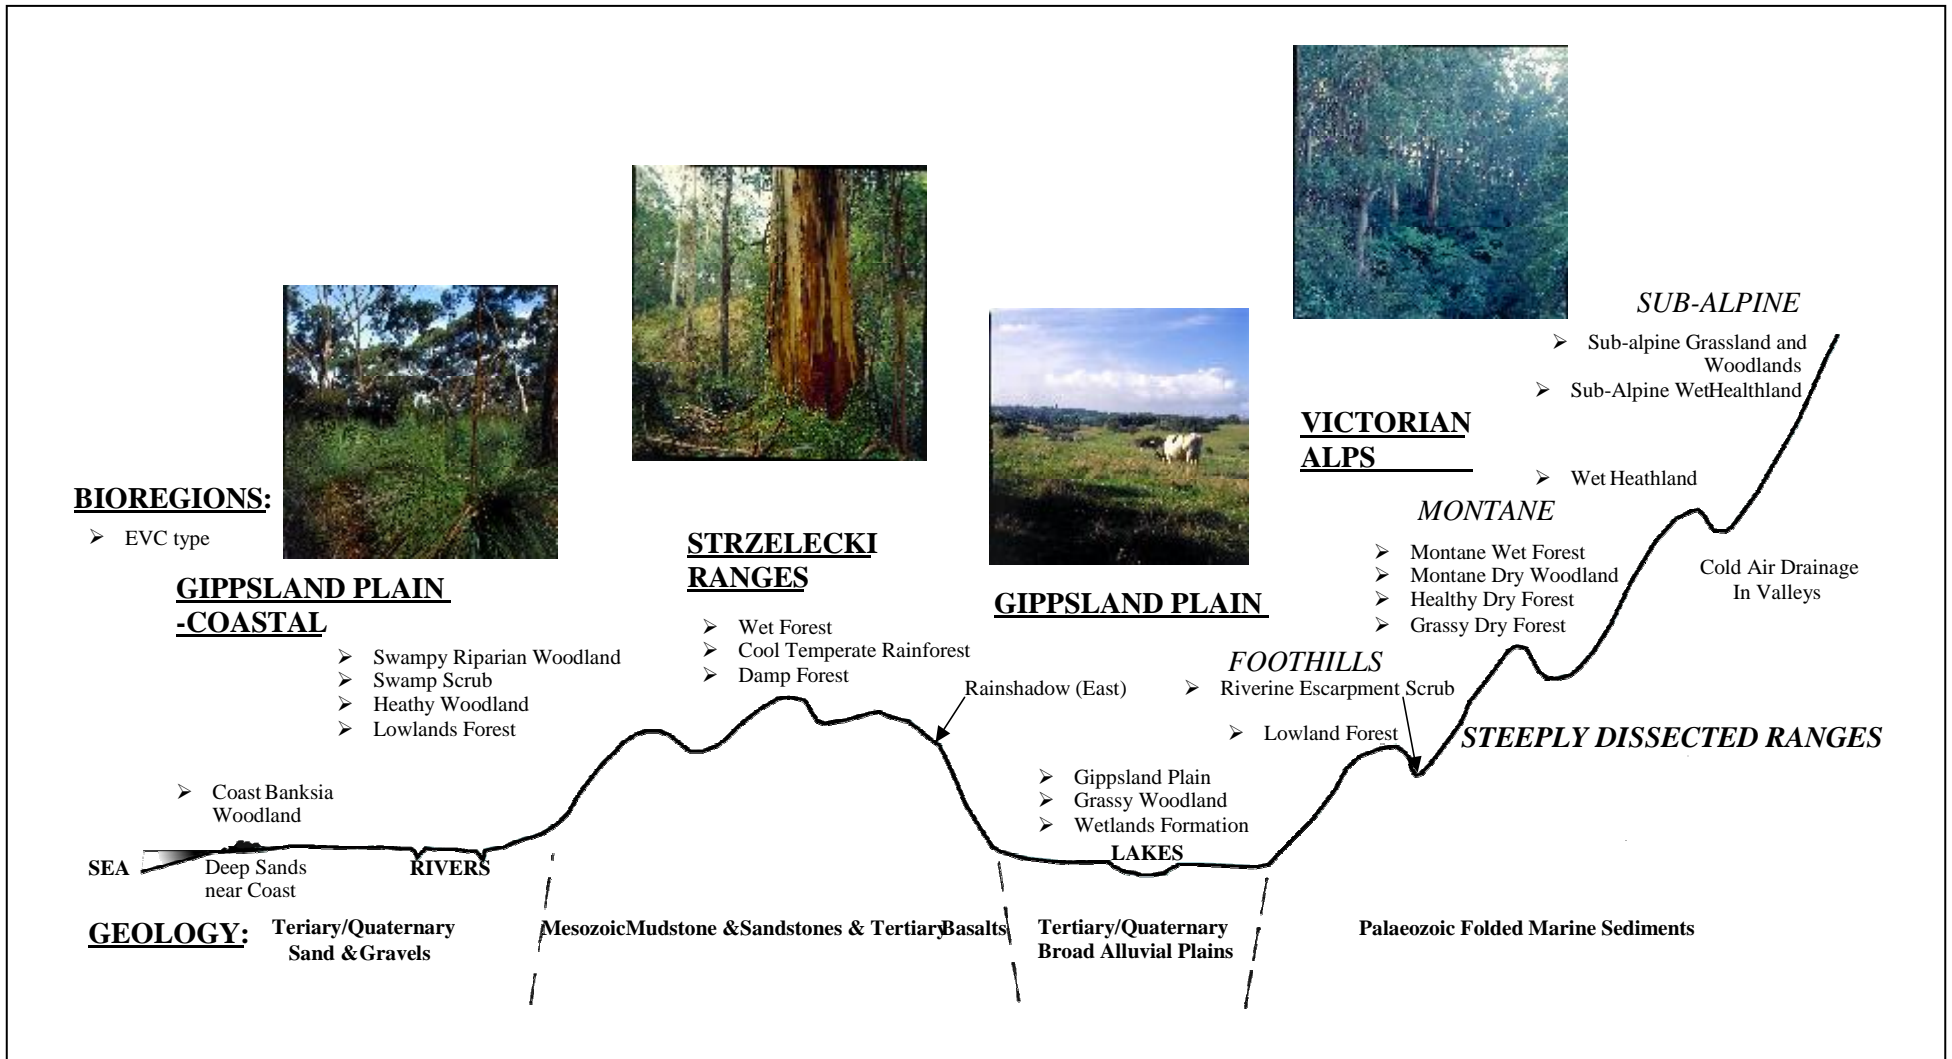 BIOREGIONS:
➢ EVC type
GIPPSLAND PLAIN
-COASTAL
➢ Swampy Riparian Woodland
➢ Swamp Scrub
➢ Heathy Woodland
➢ Lowlands Forest
➢ Coast Banksia
Woodland
SEA
Deep Sands
near Coast
RIVERS
STRZELECKI
RANGES
➢ Wet Forest
➢ Cool Temperate Rainforest
➢ Damp Forest
Rainshadow (East)
GIPPSLAND PLAIN
➢ Gippsland Plain
➢ Grassy Woodland
➢ Wetlands Formation
LAKES
VICTORIAN
ALPS
SUB-ALPINE
➢ Sub-alpine Grassland and
Woodlands
➢ Sub-Alpine WetHealthland
➢ Wet Heathland
MONTANE
➢ Montane Wet Forest
➢ Montane Dry Woodland
➢ Healthy Dry Forest
➢ Grassy Dry Forest
Cold Air Drainage
In Valleys
FOOTHILLS
➢ Riverine Escarpment Scrub
➢ Lowland Forest
STEEPLY DISSECTED RANGES
GEOLOGY:
Teriary/Quaternary
Sand &Gravels
MesozoicMudstone &Sandstones & TertiaryBasalts
Tertiary/Quaternary
Broad Alluvial Plains
Palaeozoic Folded Marine Sediments